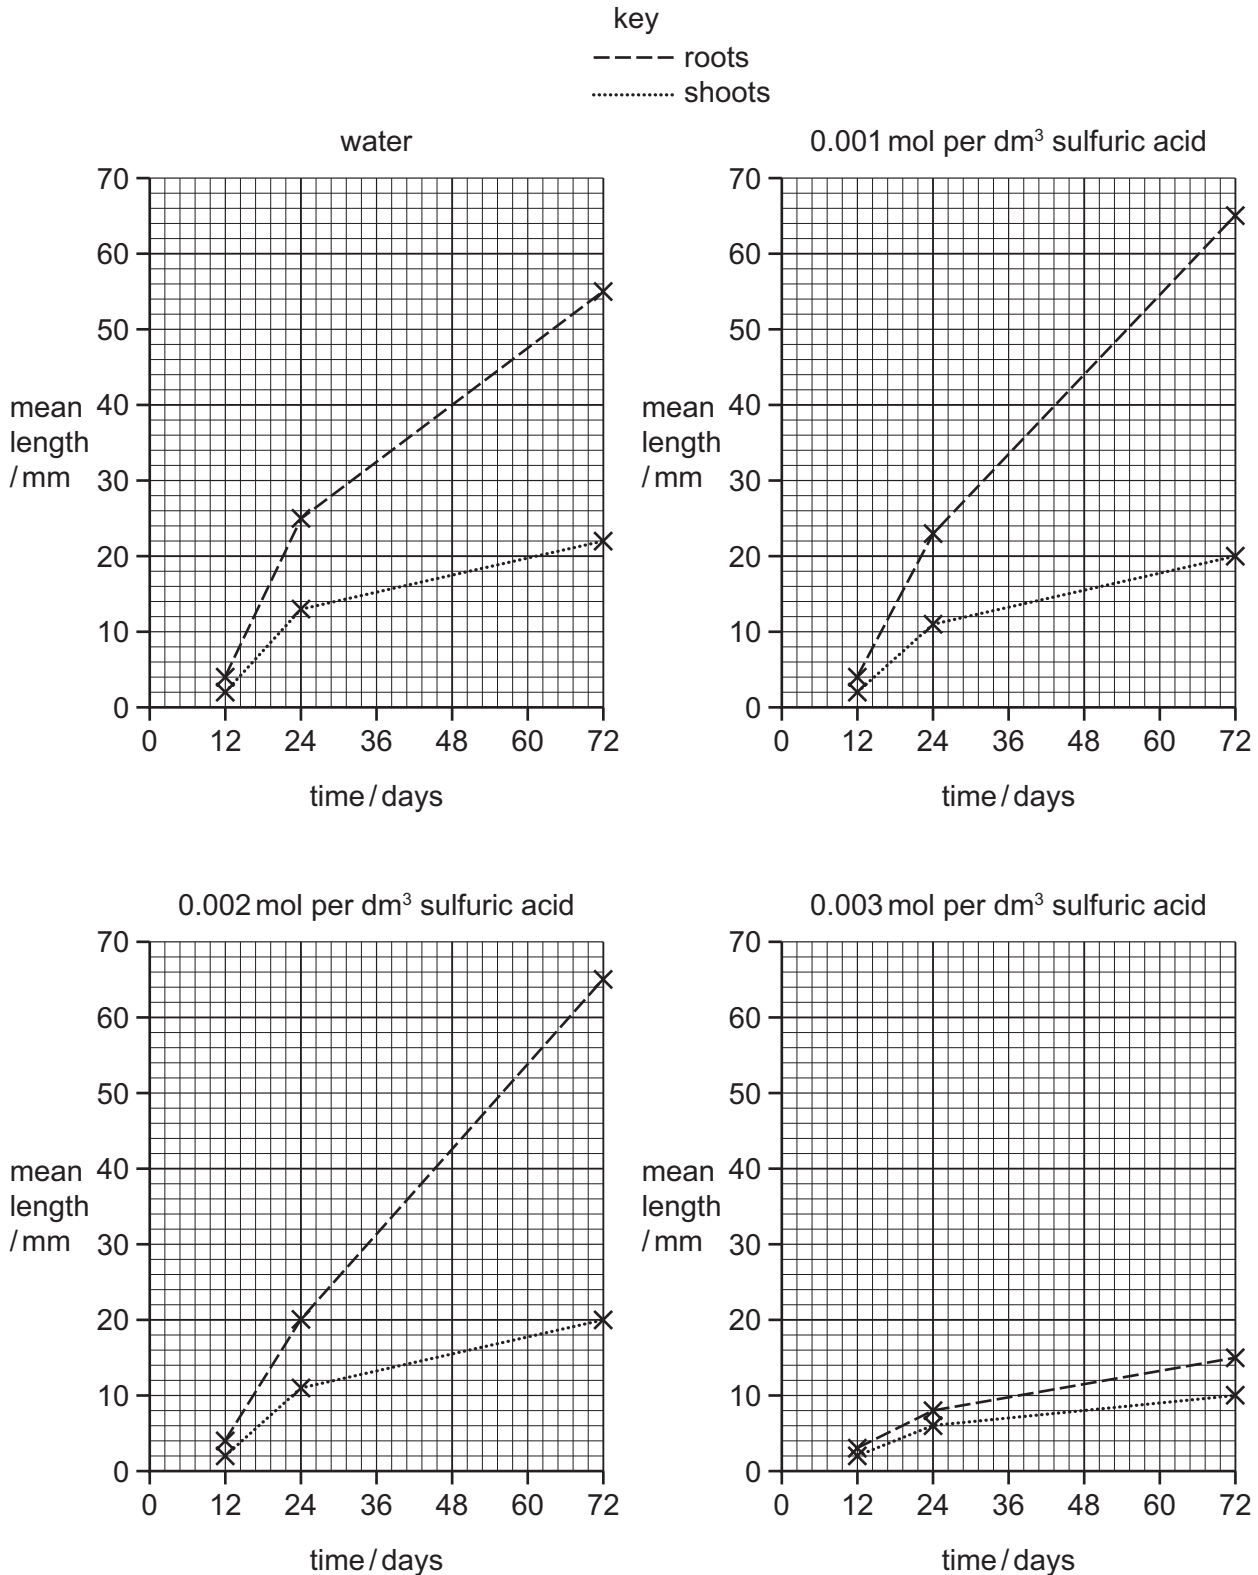 key
roots
shoots
water
70
60
50
40
30
20
10
0
mean
length
/mm
0 12 24 36 48 60 72
time/days
0.001 mol per dm³ sulfuric acid
70
60
50
40
30
20
10
0
mean
length
/mm
0 12 24 36 48 60 72
time/days
0.002 mol per dm³ sulfuric acid
70
60
50
40
30
20
10
0
mean
length
/mm
0 12 24 36 48 60 72
time/days
0.003 mol per dm³ sulfuric acid
70
60
50
40
30
20
10
0
mean
length
/mm
0 12 24 36 48 60 72
time/days